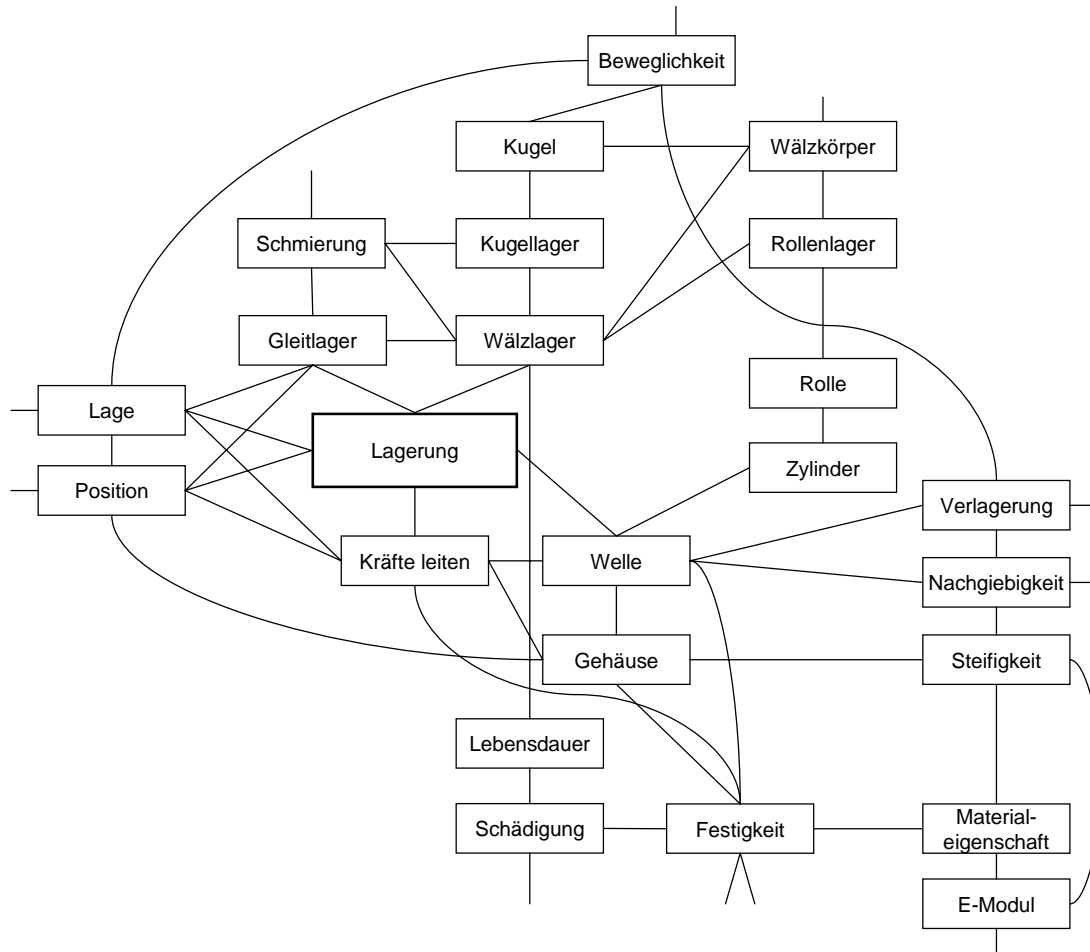 Beweglichkeit
Kugel
Wälzkörper
Schmierung
Kugellager
Rollenlager
Gleitlager
Wälzlager
Rolle
Lage
Lagerung
Zylinder
Position
Verlagerung
Kräfte leiten
Welle
Nachgiebigkeit
Gehäuse
Steifigkeit
Lebensdauer
Schädigung
Festigkeit
Material-
eigenschaft
E-Modul